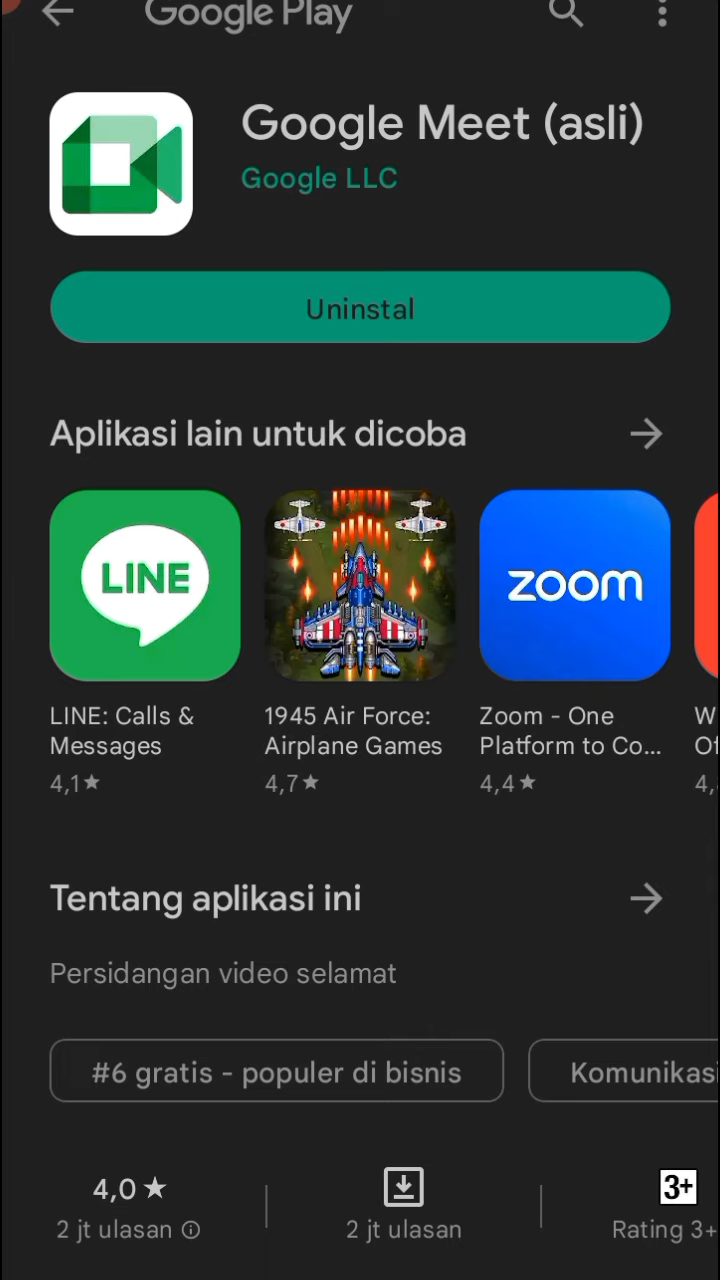 Google Play
Google Meet (asli)
Google LLC
Uninstal
Aplikasi lain untuk dicoba
LINE
zoom
LINE: Calls &
Messages
4,1★
1945 Air Force:
Airplane Games
4,7★
Zoom - One
Platform to Co...
4,4★
W
Of
4,
Tentang aplikasi ini
Persidangan video selamat
#6 gratis - populer di bisnis
Komunikasi
4,0 ★
2 jt ulasan
2 jt ulasan
3+
Rating 3+